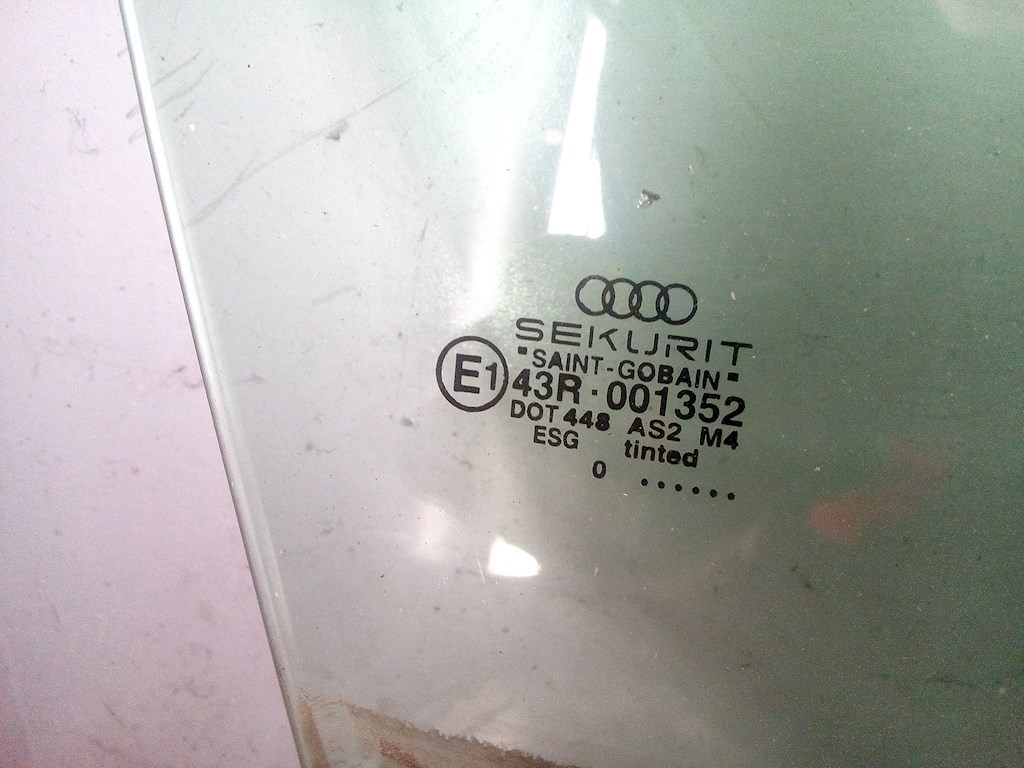 SEKURIT
"SAINT-GOBAIN"
E1 43R · 001352
DOT 448 AS2 M4
ESG tinted
0 ......